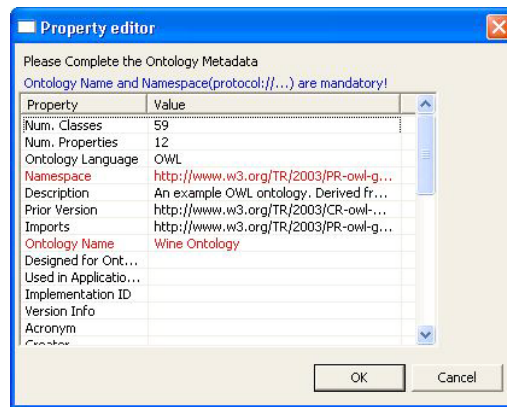 Property editor
Please Complete the Ontology Metadata
Ontology Name and Namespace(protocol://...) are mandatory!
Property Value
Num. Classes 59
Num. Properties 12
Ontology Language OWL
Namespace http://www.w3.org/TR/2003/PR-owl-g...
Description An example OWL ontology. Derived fr...
Prior Version http://www.w3.org/TR/2003/CR-owl-...
Imports http://www.w3.org/TR/2003/PR-owl-g...
Ontology Name Wine Ontology
Designed for Ont...
Used in Applicatio...
Implementation ID
Version Info
Acronym
Creator
OK Cancel